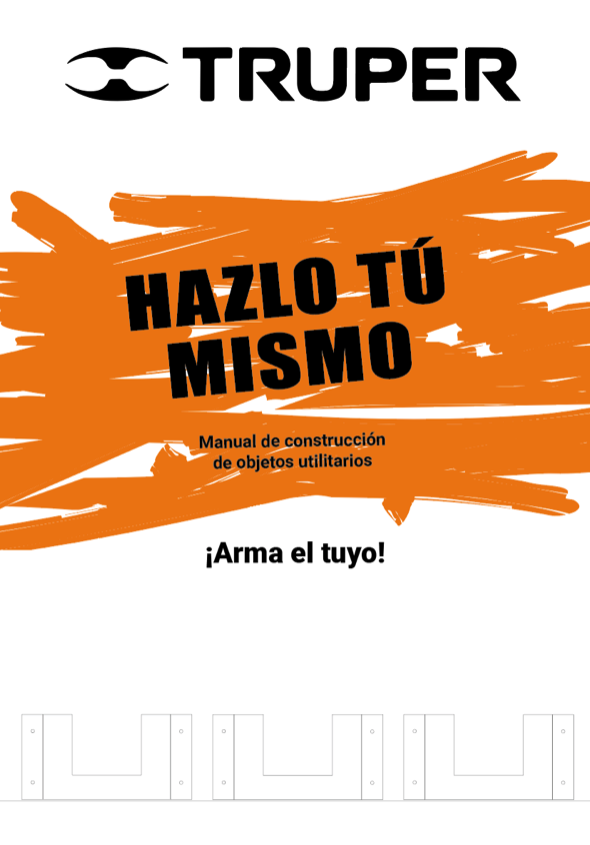 TRUPER
HAZLO TÚ
MISMO
Manual de construcción
de objetos utilitarios
¡Arma el tuyo!